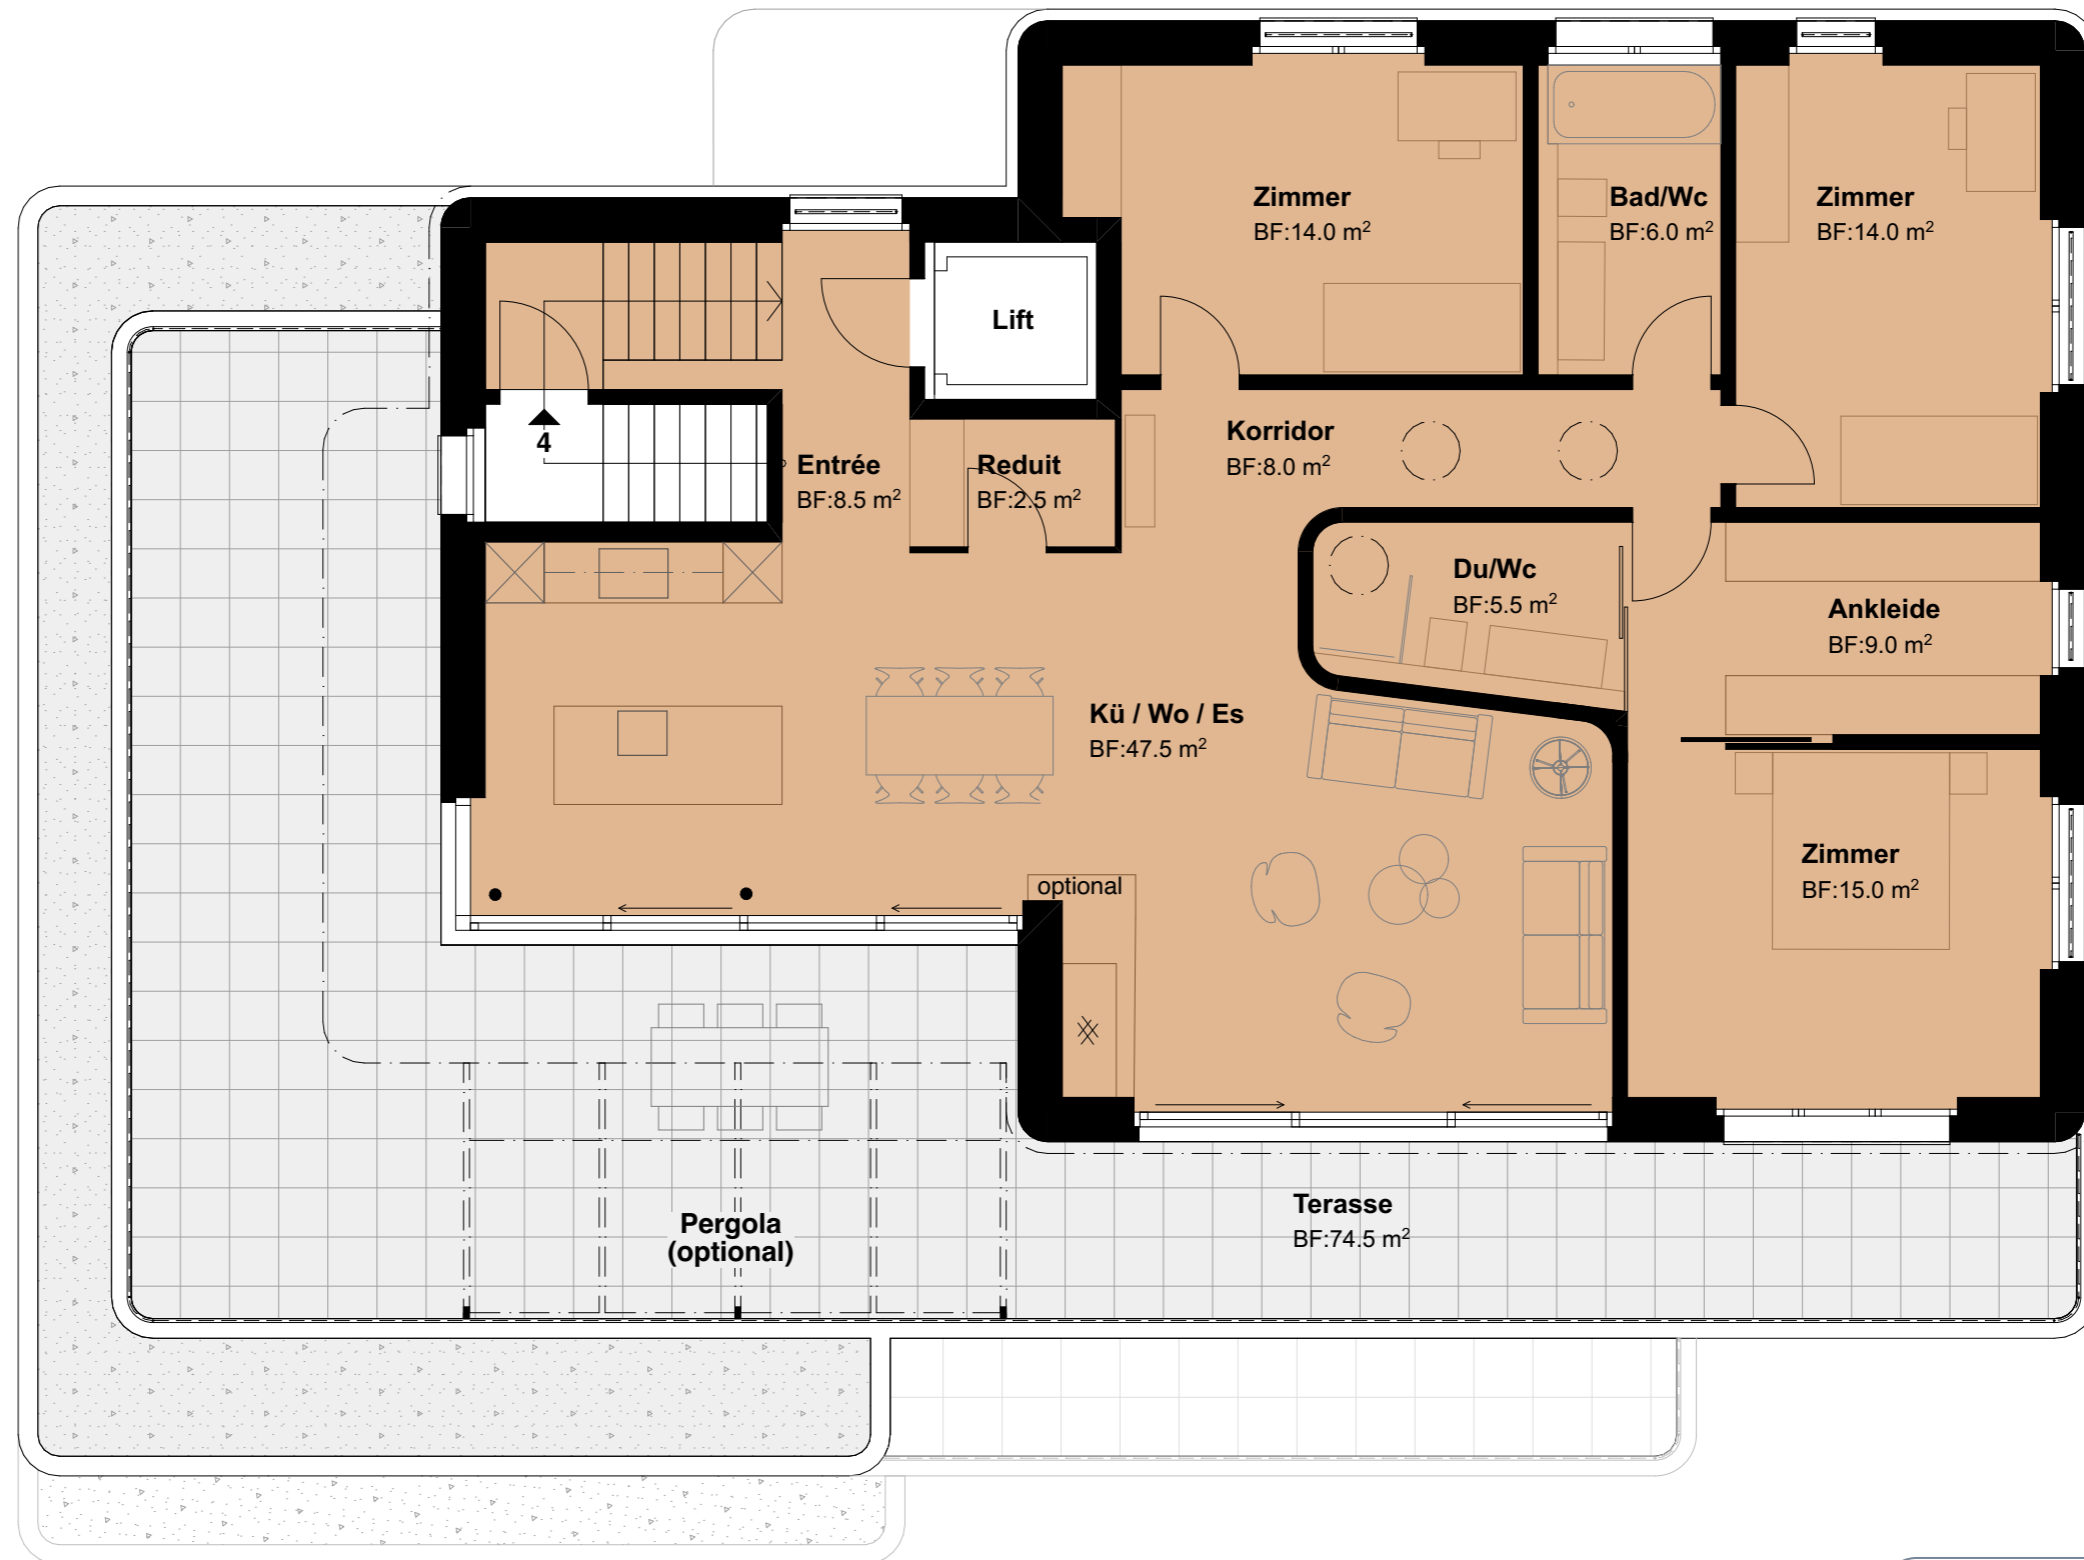 Zimmer
BF:14.0 m²
Bad/Wc
BF:6.0 m²
Zimmer
BF:14.0 m²
Lift
4
Entrée
BF:8.5 m²
Reduit
BF:2.5 m²
Korridor
BF:8.0 m²
Du/Wc
BF:5.5 m²
Ankleide
BF:9.0 m²
Kü / Wo / Es
BF:47.5 m²
Zimmer
BF:15.0 m²
optional
Terasse
BF:74.5 m²
Pergola
(optional)